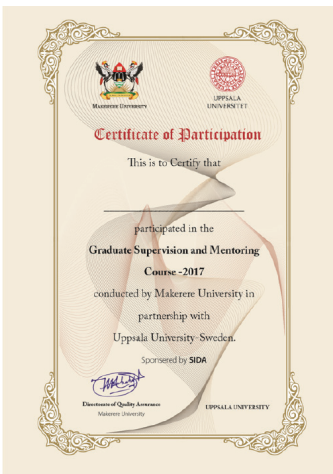 MAKERERE UNIVERSITY
UPPSALA
UNIVERSITET
Certificate of Participation
This is to Certify that
participated in the
Graduate Supervision and Mentoring
Course -2017
conducted by Makerere University in
partnership with
Uppsala University-Sweden.
Sponsered by SIDA
Directorate of Quality Assurance
Makerere University
UPPSALA UNIVERSITY